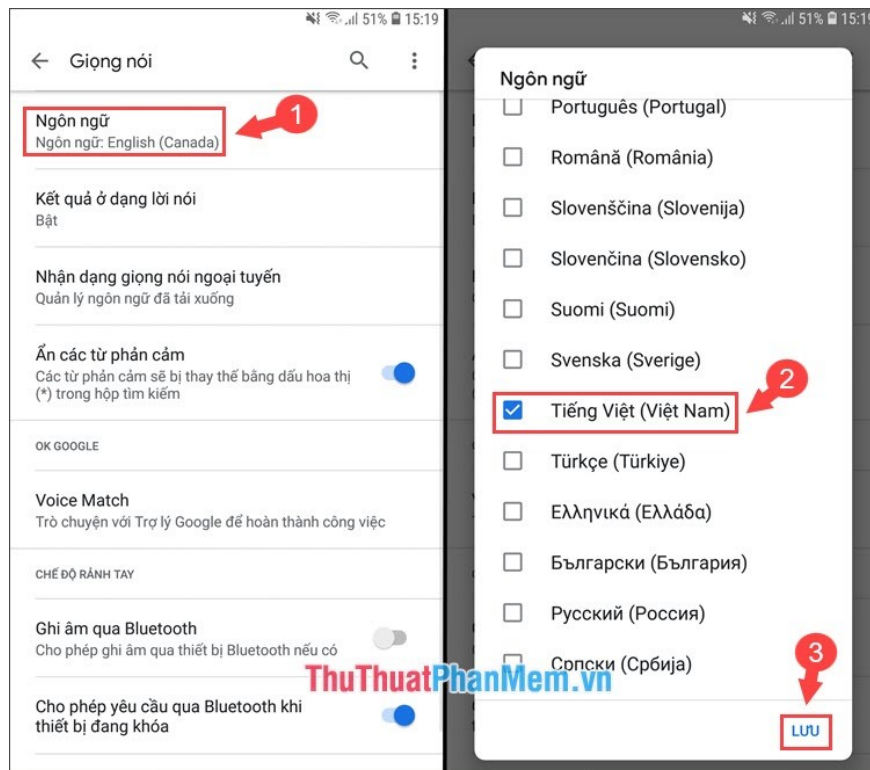 51% 15:19
Giọng nói
1
Ngôn ngữ
Ngôn ngữ: English (Canada)
Kết quả ở dạng lời nói
Bật
Nhận dạng giọng nói ngoại tuyến
Quản lý ngôn ngữ đã tải xuống
Ẩn các từ phản cảm
Các từ phản cảm sẽ bị thay thế bằng dấu hoa thị
(*) trong hộp tìm kiếm
OK GOOGLE
Voice Match
Trò chuyện với Trợ lý Google để hoàn thành công việc
CHẾ ĐỘ RẢNH TAY
Ghi âm qua Bluetooth
Cho phép ghi âm qua thiết bị Bluetooth nếu có
Cho phép yêu cầu qua Bluetooth khi
thiết bị đang khóa
51% 15:19
Ngôn ngữ
Português (Portugal)
Română (România)
Slovenščina (Slovenija)
Slovenčina (Slovensko)
Suomi (Suomi)
Svenska (Sverige)
2
Tiếng Việt (Việt Nam)
Türkçe (Türkiye)
Ελληνικά (Ελλάδα)
Български (България)
Русский (Россия)
Српски (Србија)
3
LƯU
ThuThuatPhanMem.vn